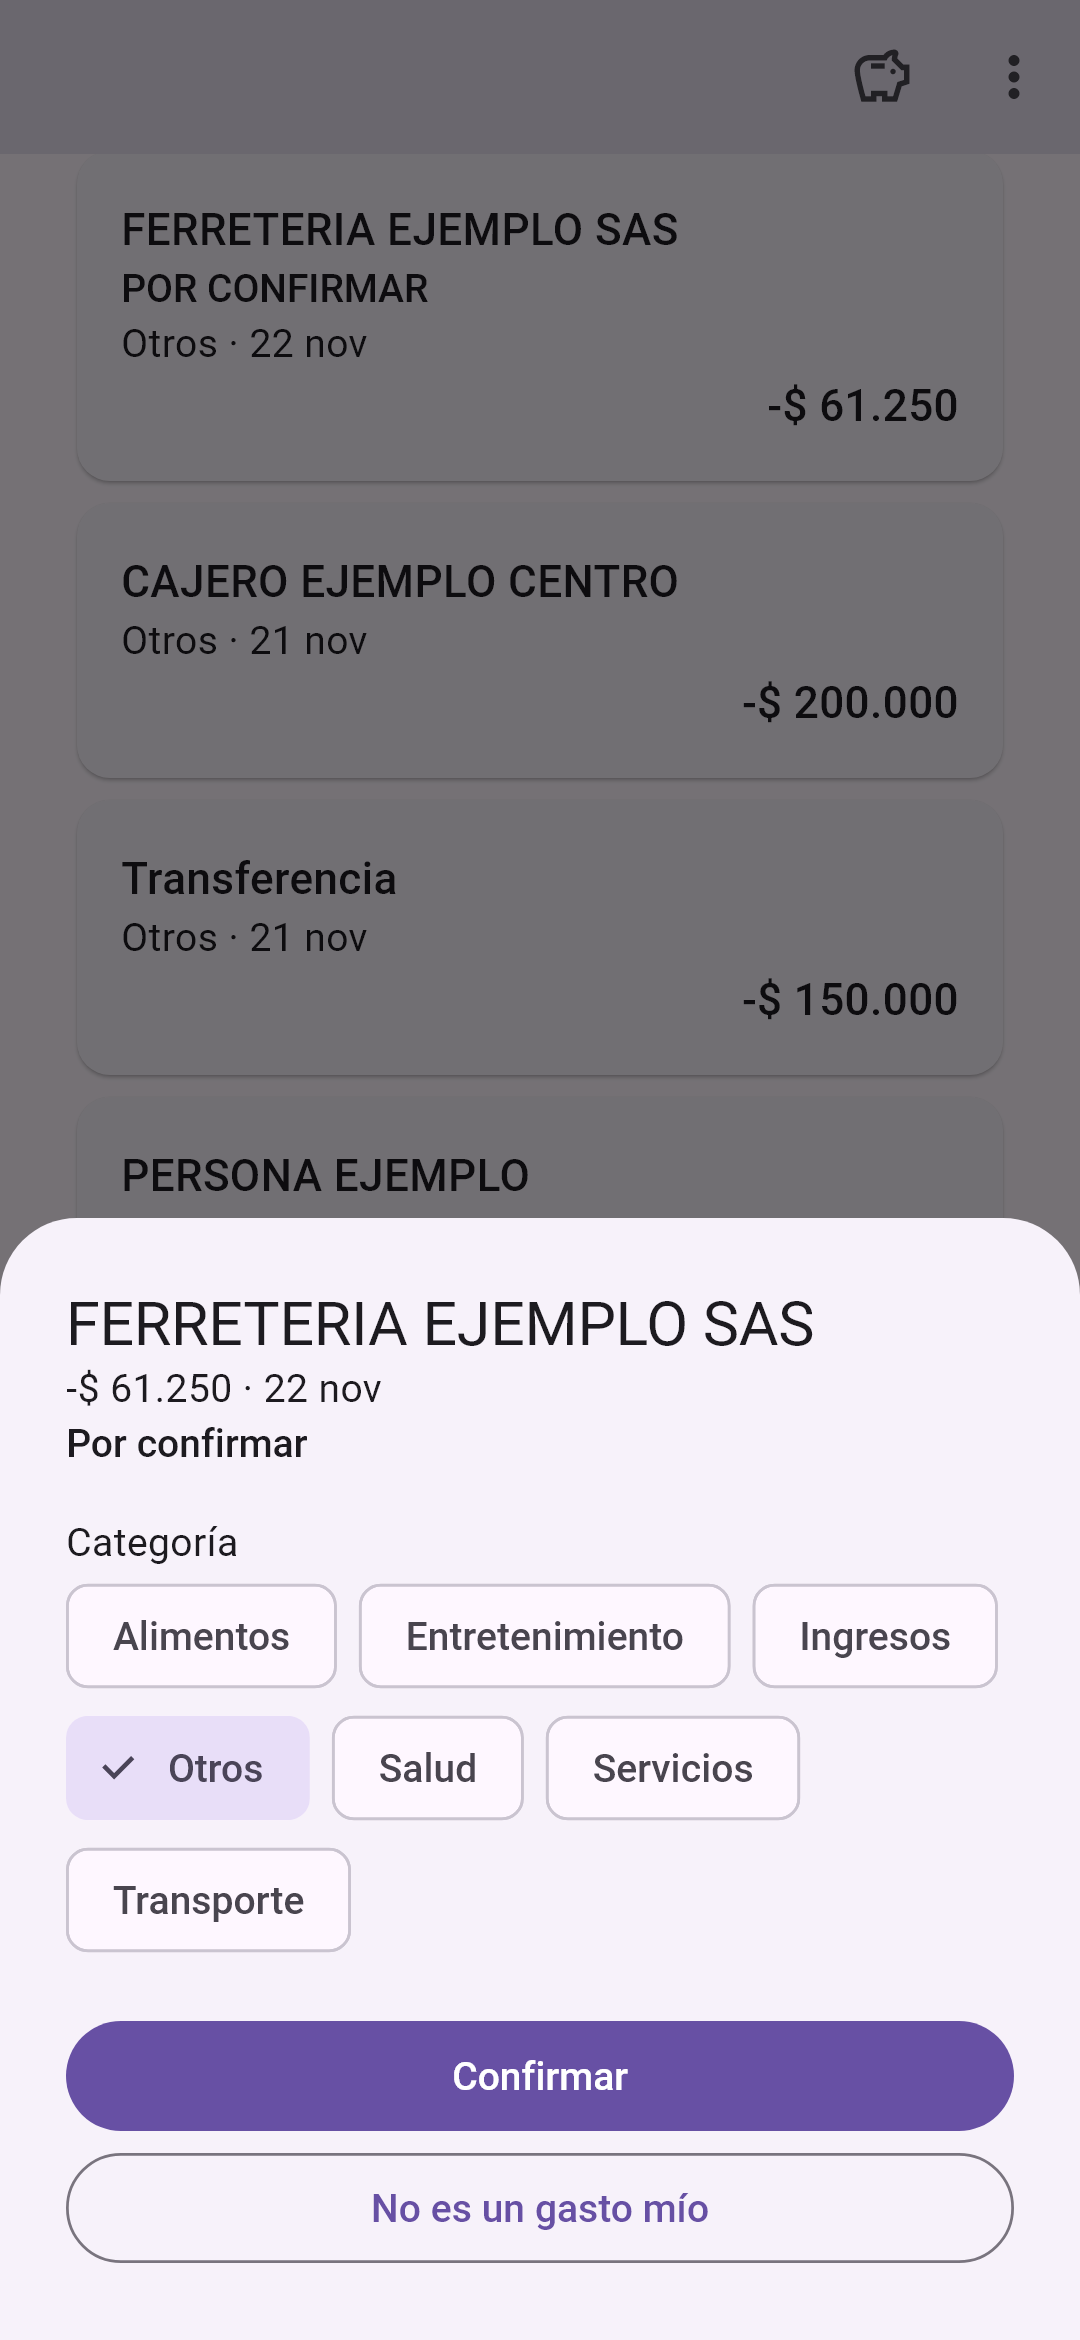 FERRETERIA EJEMPLO SAS
POR CONFIRMAR
Otros · 22 nov
-$ 61.250
CAJERO EJEMPLO CENTRO
Otros · 21 nov
-$ 200.000
Transferencia
Otros · 21 nov
-$ 150.000
PERSONA EJEMPLO
FERRETERIA EJEMPLO SAS
-$ 61.250 · 22 nov
Por confirmar
Categoría
Alimentos Entretenimiento Ingresos
Otros Salud Servicios
Transporte
Confirmar
No es un gasto mío